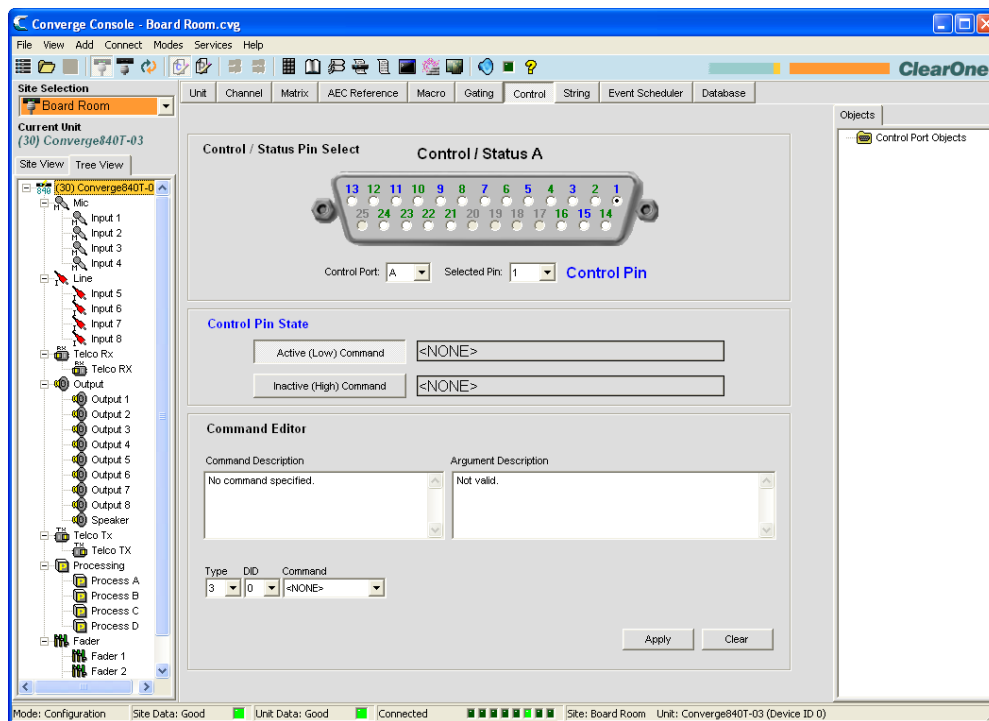 Converge Console - Board Room.cvg
File View Add Connect Modes Services Help
ClearOne
Site Selection
Board Room
Current Unit
(30) Converge840T-03
Site View Tree View
Unit Channel Matrix AEC Reference Macro Gating Control String Event Scheduler Database
Objects
Control Port Objects
(30) Converge840T-0
Mic
Input 1
Input 2
Input 3
Input 4
Line
Input 5
Input 6
Input 7
Input 8
Telco Rx
Telco RX
Output
Output 1
Output 2
Output 3
Output 4
Output 5
Output 6
Output 7
Output 8
Speaker
Telco Tx
Telco TX
Processing
Process A
Process B
Process C
Process D
Fader
Fader 1
Fader 2
Control / Status Pin Select
Control / Status A
13 12 11 10 9 8 7 6 5 4 3 2 1
25 24 23 22 21 20 19 18 17 16 15 14
Control Port: A Selected Pin: 1 Control Pin
Control Pin State
Active (Low) Command <NONE>
Inactive (High) Command <NONE>
Command Editor
Command Description Argument Description
No command specified. Not valid.
Type DID Command
3 0 <NONE>
Apply Clear
Mode: Configuration Site Data: Good Unit Data: Good Connected Site: Board Room Unit: Converge840T-03 (Device ID 0)